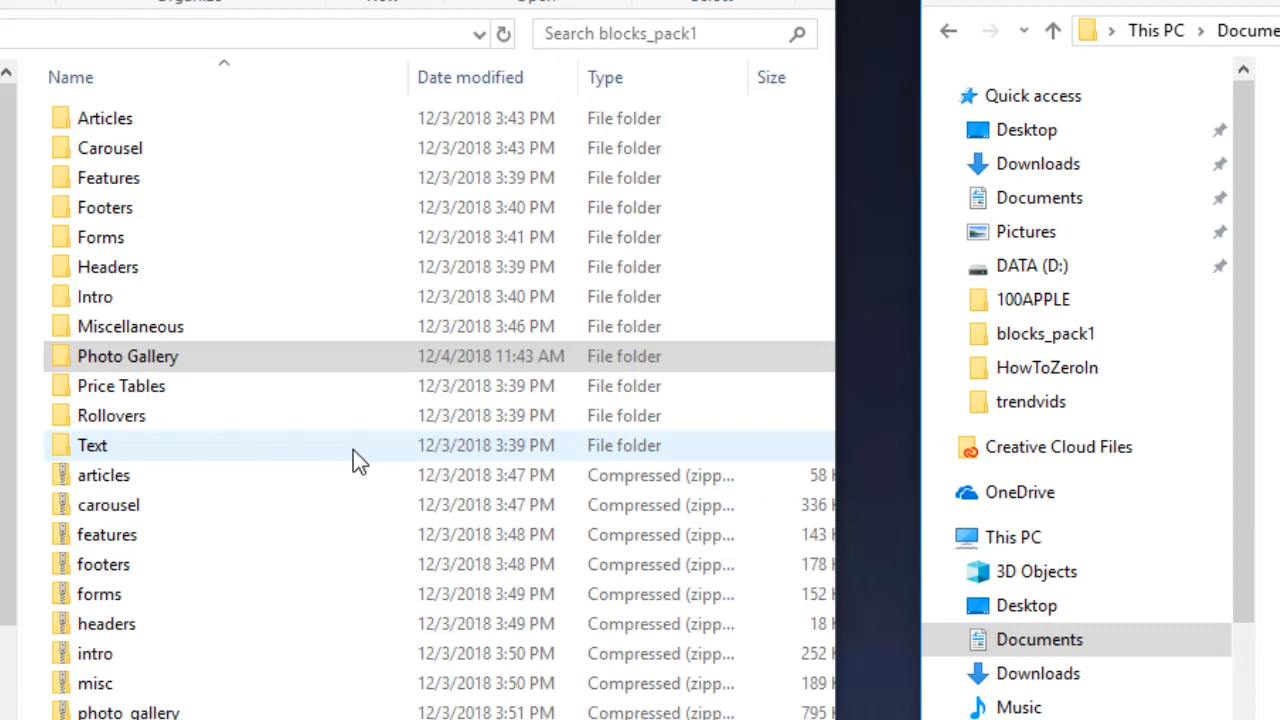 Search blocks_pack1
Name Date modified Type Size
Articles 12/3/2018 3:43 PM File folder
Carousel 12/3/2018 3:43 PM File folder
Features 12/3/2018 3:39 PM File folder
Footers 12/3/2018 3:40 PM File folder
Forms 12/3/2018 3:41 PM File folder
Headers 12/3/2018 3:39 PM File folder
Intro 12/3/2018 3:40 PM File folder
Miscellaneous 12/3/2018 3:46 PM File folder
Photo Gallery 12/4/2018 11:43 AM File folder
Price Tables 12/3/2018 3:39 PM File folder
Rollovers 12/3/2018 3:39 PM File folder
Text 12/3/2018 3:39 PM File folder
articles 12/3/2018 3:47 PM Compressed (zipp... 58 K
carousel 12/3/2018 3:47 PM Compressed (zipp... 336 K
features 12/3/2018 3:48 PM Compressed (zipp... 143 K
footers 12/3/2018 3:48 PM Compressed (zipp... 178 K
forms 12/3/2018 3:49 PM Compressed (zipp... 152 K
headers 12/3/2018 3:49 PM Compressed (zipp... 18 K
intro 12/3/2018 3:50 PM Compressed (zipp... 252 K
misc 12/3/2018 3:50 PM Compressed (zipp... 189 K
photo_gallery 12/3/2018 3:51 PM Compressed (zipp... 795 K
This PC > Docume
Quick access
Desktop
Downloads
Documents
Pictures
DATA (D:)
100APPLE
blocks_pack1
HowToZeroIn
trendvids
Creative Cloud Files
OneDrive
This PC
3D Objects
Desktop
Documents
Downloads
Music